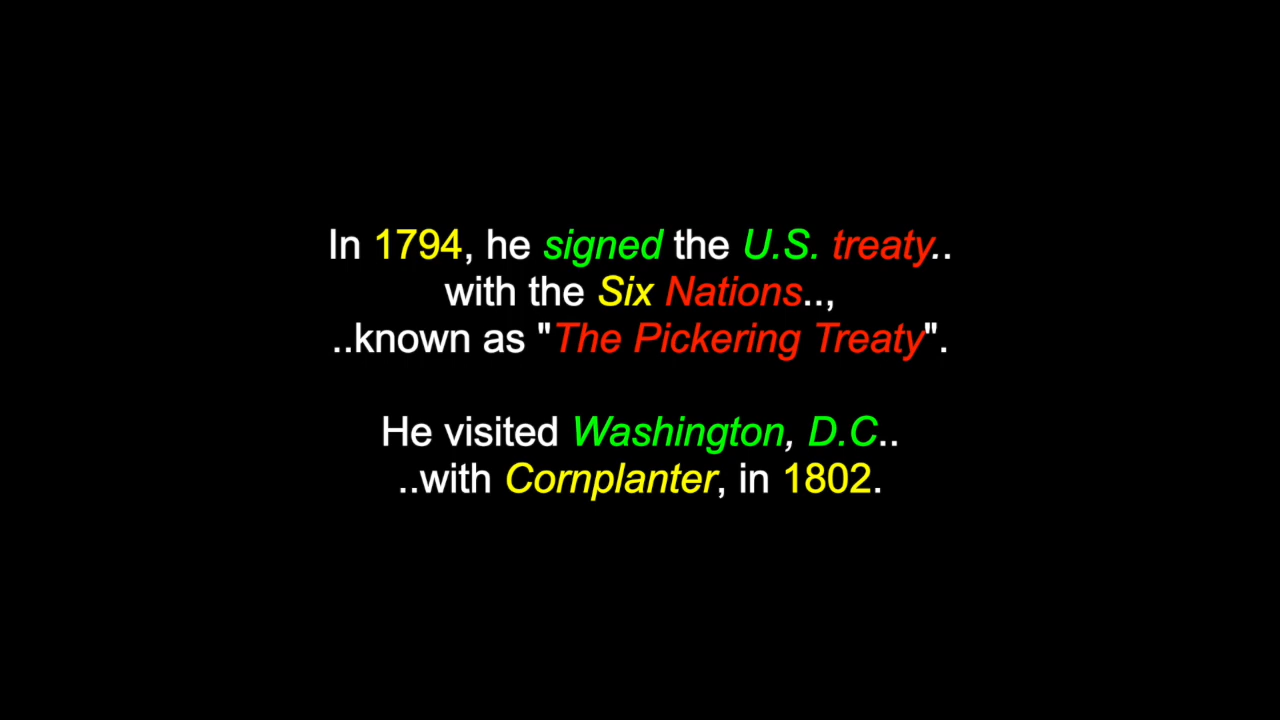 In 1794, he signed the U.S. treaty..
with the Six Nations..,
..known as "The Pickering Treaty".
He visited Washington, D.C..
..with Cornplanter, in 1802.